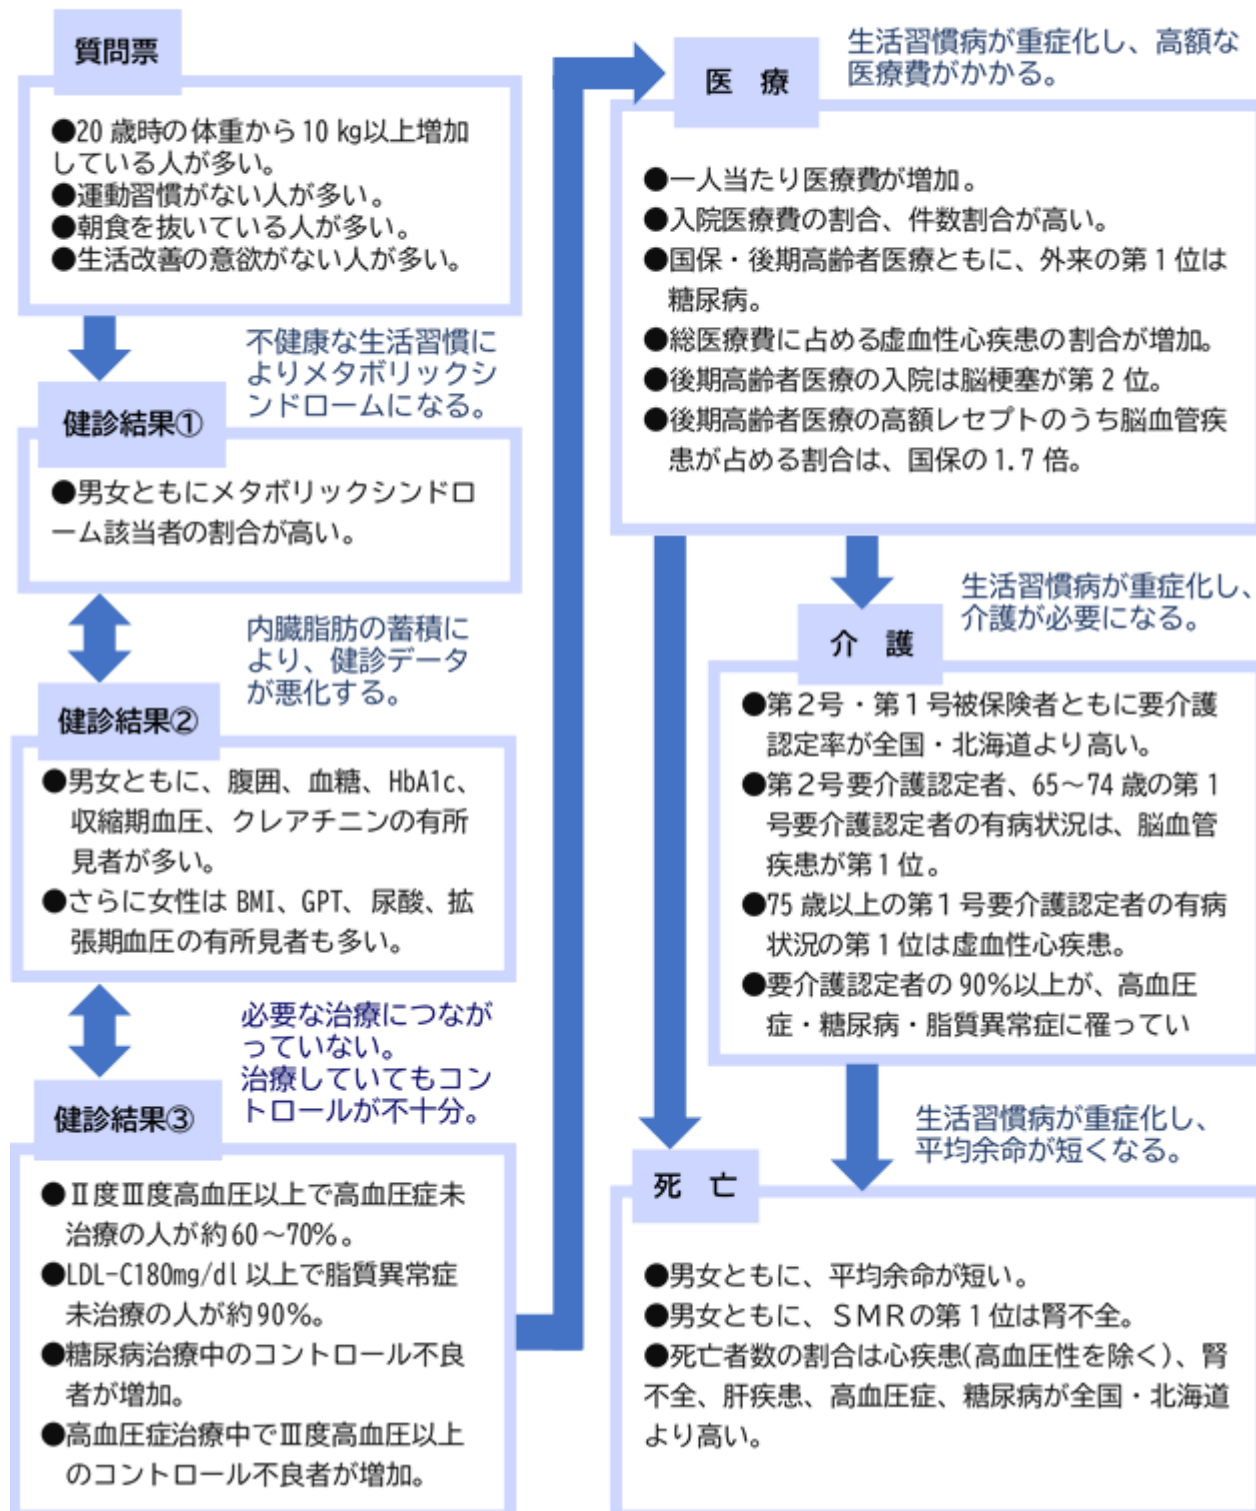 質問票
●20歳時の体重から10kg以上増加
している人が多い。
●運動習慣がない人が多い。
●朝食を抜いている人が多い。
●生活改善の意欲がない人が多い。
不健康な生活習慣に
よりメタボリックシ
ンドロームになる。
健診結果①
●男女ともにメタボリックシンドロ
ーム該当者の割合が高い。
内臓脂肪の蓄積に
より、健診データ
が悪化する。
健診結果②
●男女ともに、腹囲、血糖、HbA1c、
収縮期血圧、クレアチニンの有所
見者が多い。
●さらに女性は BMI、GPT、尿酸、拡
張期血圧の有所見者も多い。
必要な治療につなが
っていない。
治療していてもコン
トロールが不十分。
健診結果③
●Ⅱ度Ⅲ度高血圧以上で高血圧症未
治療の人が約60～70%。
●LDL-C180mg/dl以上で脂質異常症
未治療の人が約90%。
●糖尿病治療中のコントロール不良
者が増加。
●高血圧症治療中でⅢ度高血圧以上
のコントロール不良者が増加。
生活習慣病が重症化し、高額な
医療費がかかる。
医 療
●一人当たり医療費が増加。
●入院医療費の割合、件数割合が高い。
●国保・後期高齢者医療ともに、外来の第1位は
糖尿病。
●総医療費に占める虚血性心疾患の割合が増加。
●後期高齢者医療の入院は脳梗塞が第2位。
●後期高齢者医療の高額レセプトのうち脳血管疾
患が占める割合は、国保の1.7倍。
生活習慣病が重症化し、
介護が必要になる。
介 護
●第2号・第1号被保険者ともに要介護
認定率が全国・北海道より高い。
●第2号要介護認定者、65～74歳の第1
号要介護認定者の有病状況は、脳血管
疾患が第1位。
●75歳以上の第1号要介護認定者の有病
状況の第1位は虚血性心疾患。
●要介護認定者の90%以上が、高血圧
症・糖尿病・脂質異常症に罹ってい
生活習慣病が重症化し、
平均余命が短くなる。
死 亡
●男女ともに、平均余命が短い。
●男女ともに、SMRの第1位は腎不全。
●死亡者数の割合は心疾患(高血圧性を除く)、腎
不全、肝疾患、高血圧症、糖尿病が全国・北海道
より高い。